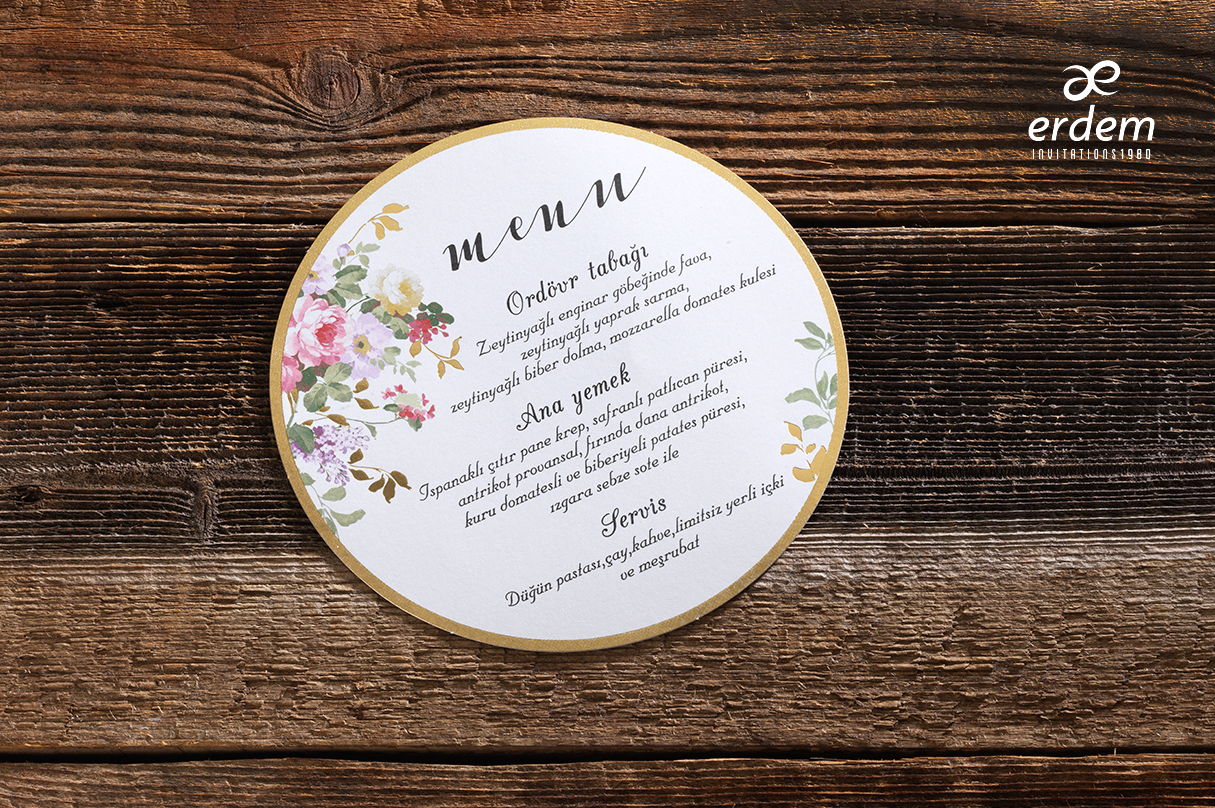 erdem
INVITATIONS1980
menu
Ordövr tabağı
Zeytinyağlı enginar göbeğinde fava,
zeytinyağlı yaprak sarma,
zeytinyağlı biber dolma, mozzarella domates kulesi
Ana yemek
Ispanaklı çıtır pane krep, safranlı patlıcan püresi,
antrikot provansal, fırında dana antrikot,
kuru domatesli ve biberiyeli patates püresi,
ızgara sebze sote ile
Servis
Düğün pastası,çay,kahve,limitsiz yerli içki
ve meşrubat